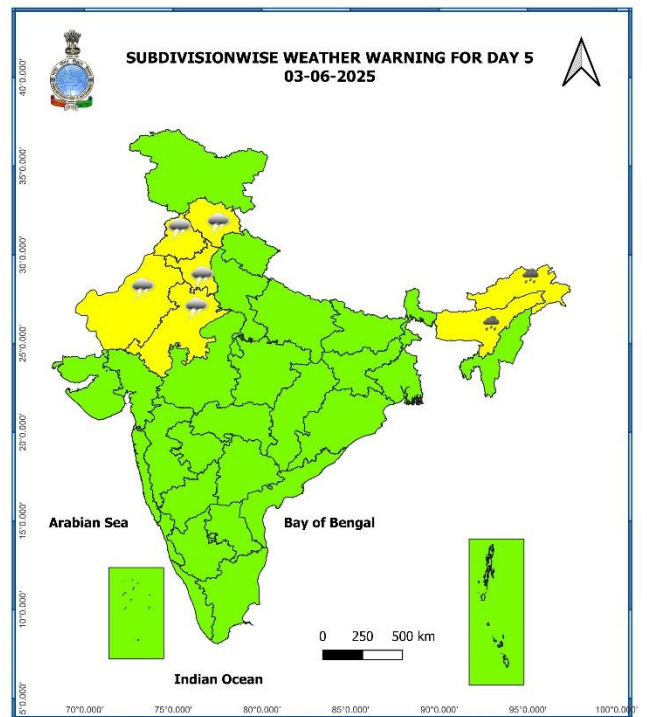 SUBDIVISIONWISE WEATHER WARNING FOR DAY 5
03-06-2025
40°0.000'
35°0.000'
30°0.000'
25°0.000'
20°0.000'
15°0.000'
10°0.000'
5°0.000'
Arabian Sea
Bay of Bengal
0 250 500 km
Indian Ocean
70°0.000' 75°0.000' 80°0.000' 85°0.000' 90°0.000' 95°0.000' 100°0.000'